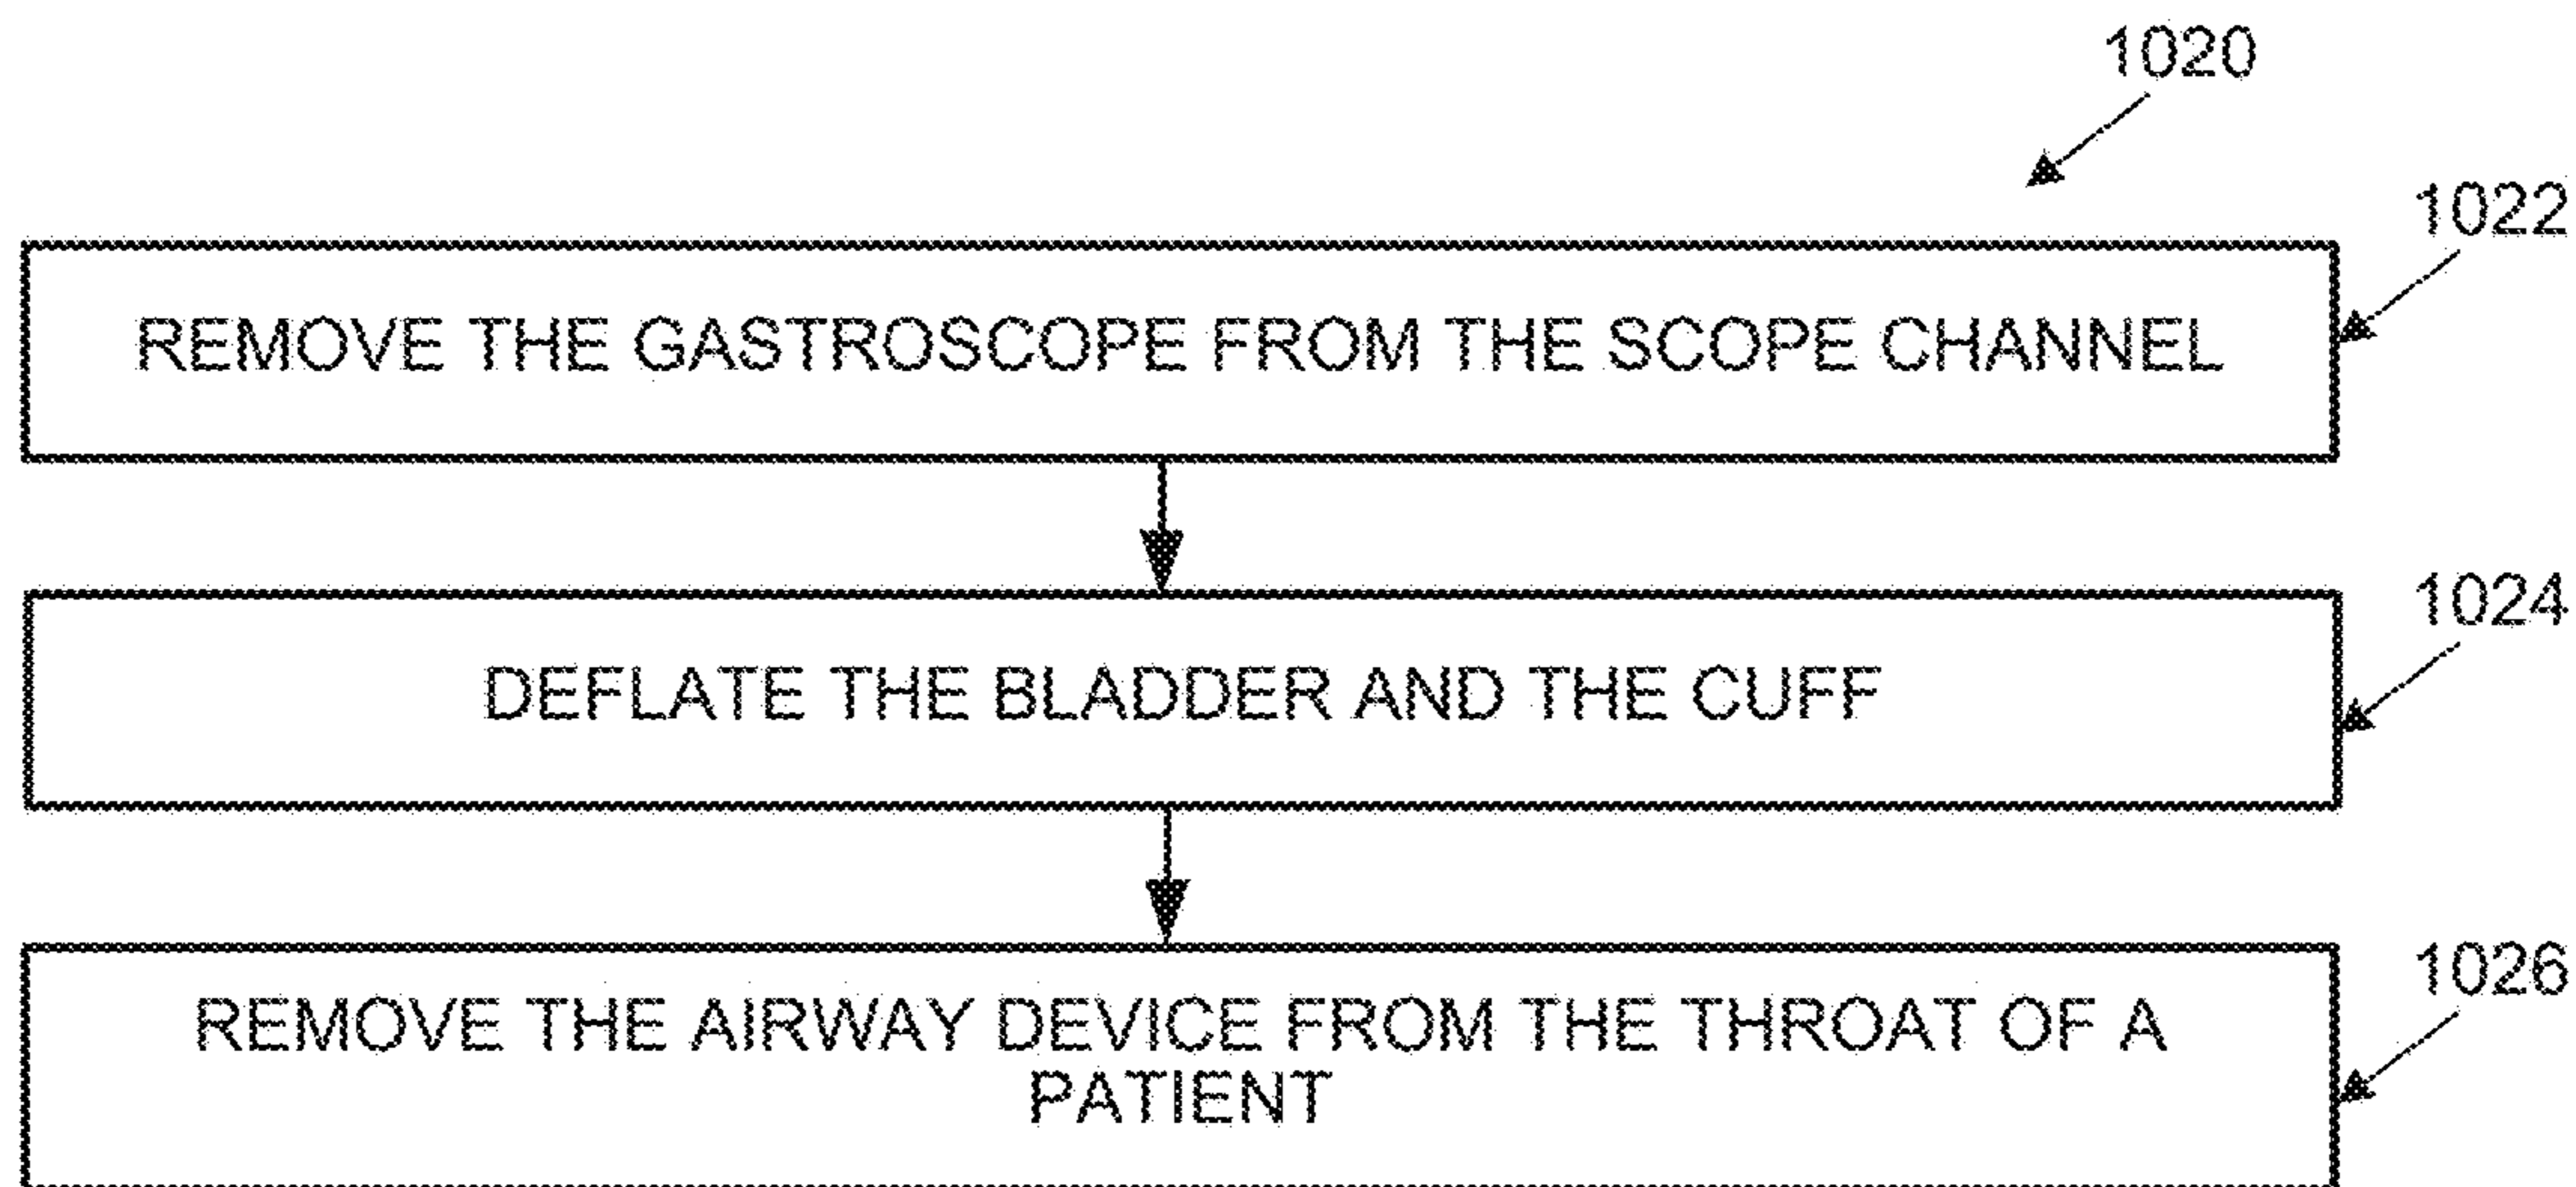 1020
1022
REMOVE THE GASTROSCOPE FROM THE SCOPE CHANNEL
1024
DEFLATE THE BLADDER AND THE CUFF
1026
REMOVE THE AIRWAY DEVICE FROM THE THROAT OF A
PATIENT